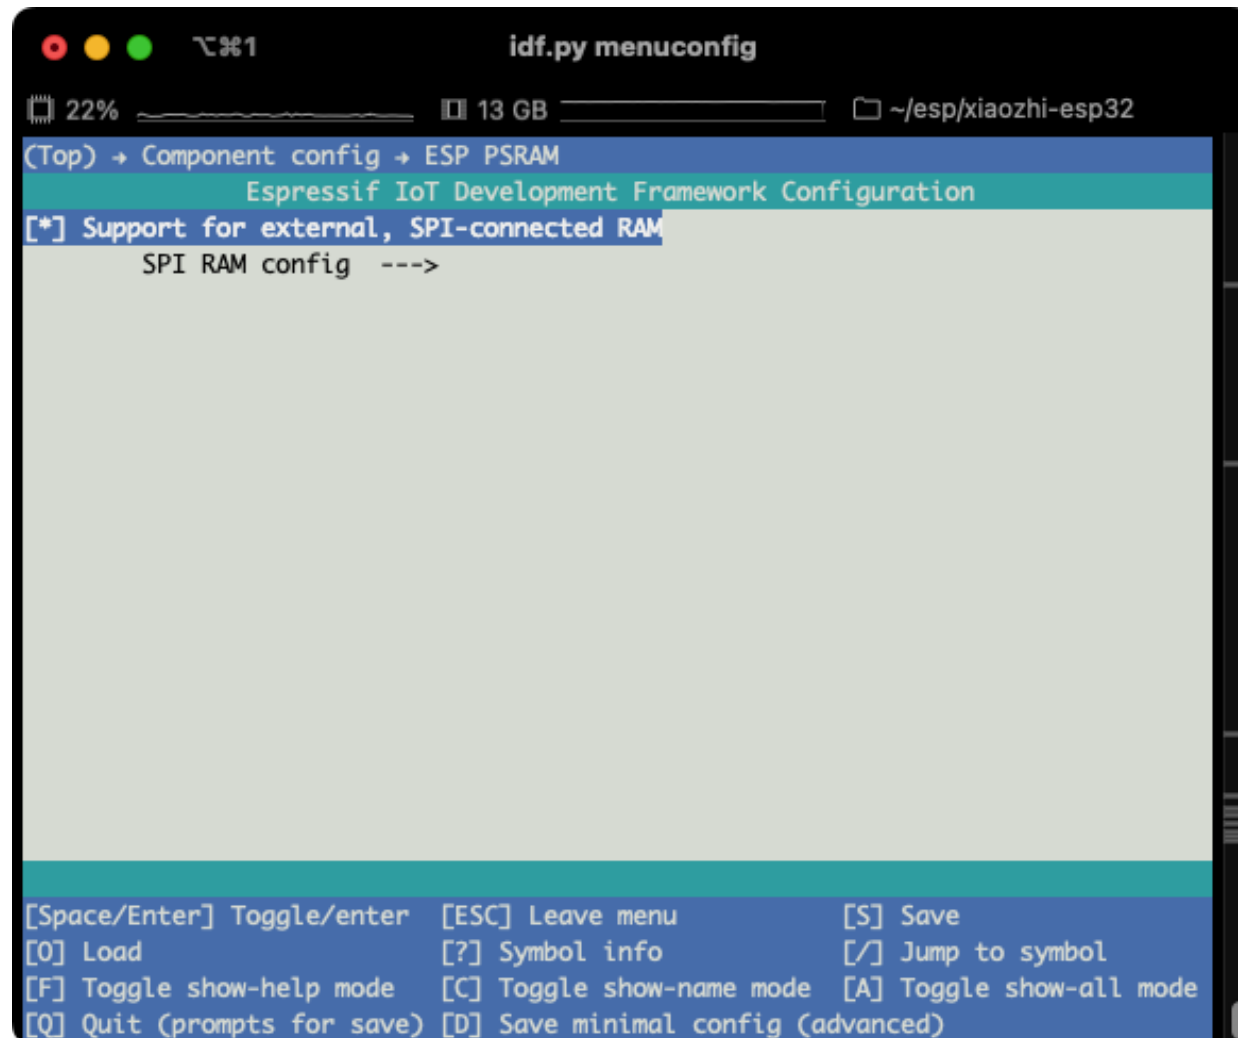 ⌥⌘1 idf.py menuconfig
22% 13 GB ~/esp/xiaozhi-esp32
(Top) → Component config → ESP PSRAM
Espressif IoT Development Framework Configuration
[*] Support for external, SPI-connected RAM
SPI RAM config --->
[Space/Enter] Toggle/enter [ESC] Leave menu [S] Save
[O] Load [?] Symbol info [/] Jump to symbol
[F] Toggle show-help mode [C] Toggle show-name mode [A] Toggle show-all mode
[Q] Quit (prompts for save) [D] Save minimal config (advanced)